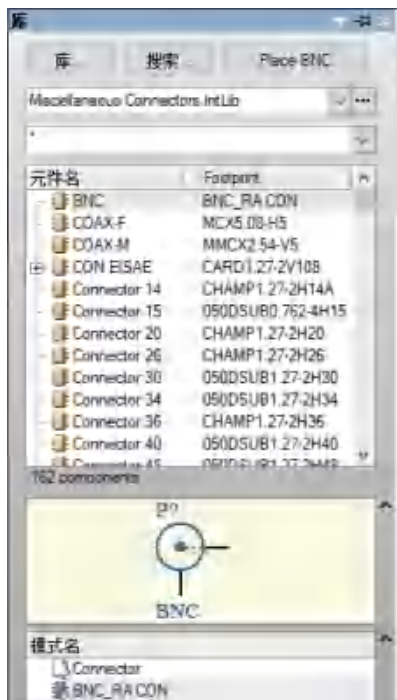 库
库 搜索... Place BNC
Miscellaneous Connectors.IntLib
*
元件名 Footprint
BNC BNC_RA CON
COAX-F MCX5.08-H5
COAX-M MMCX2.54-V5
CON EISAE CARD1.27-2V108
Connector 14 CHAMP1.27-2H14A
Connector 15 050DSUB0.762-4H15
Connector 20 CHAMP1.27-2H20
Connector 26 CHAMP1.27-2H26
Connector 30 050DSUB1.27-2H30
Connector 34 050DSUB1.27-2H34
Connector 36 CHAMP1.27-2H36
Connector 40 050DSUB1.27-2H40
162 components
P?
BNC
模式名
Connector
BNC_RA CON